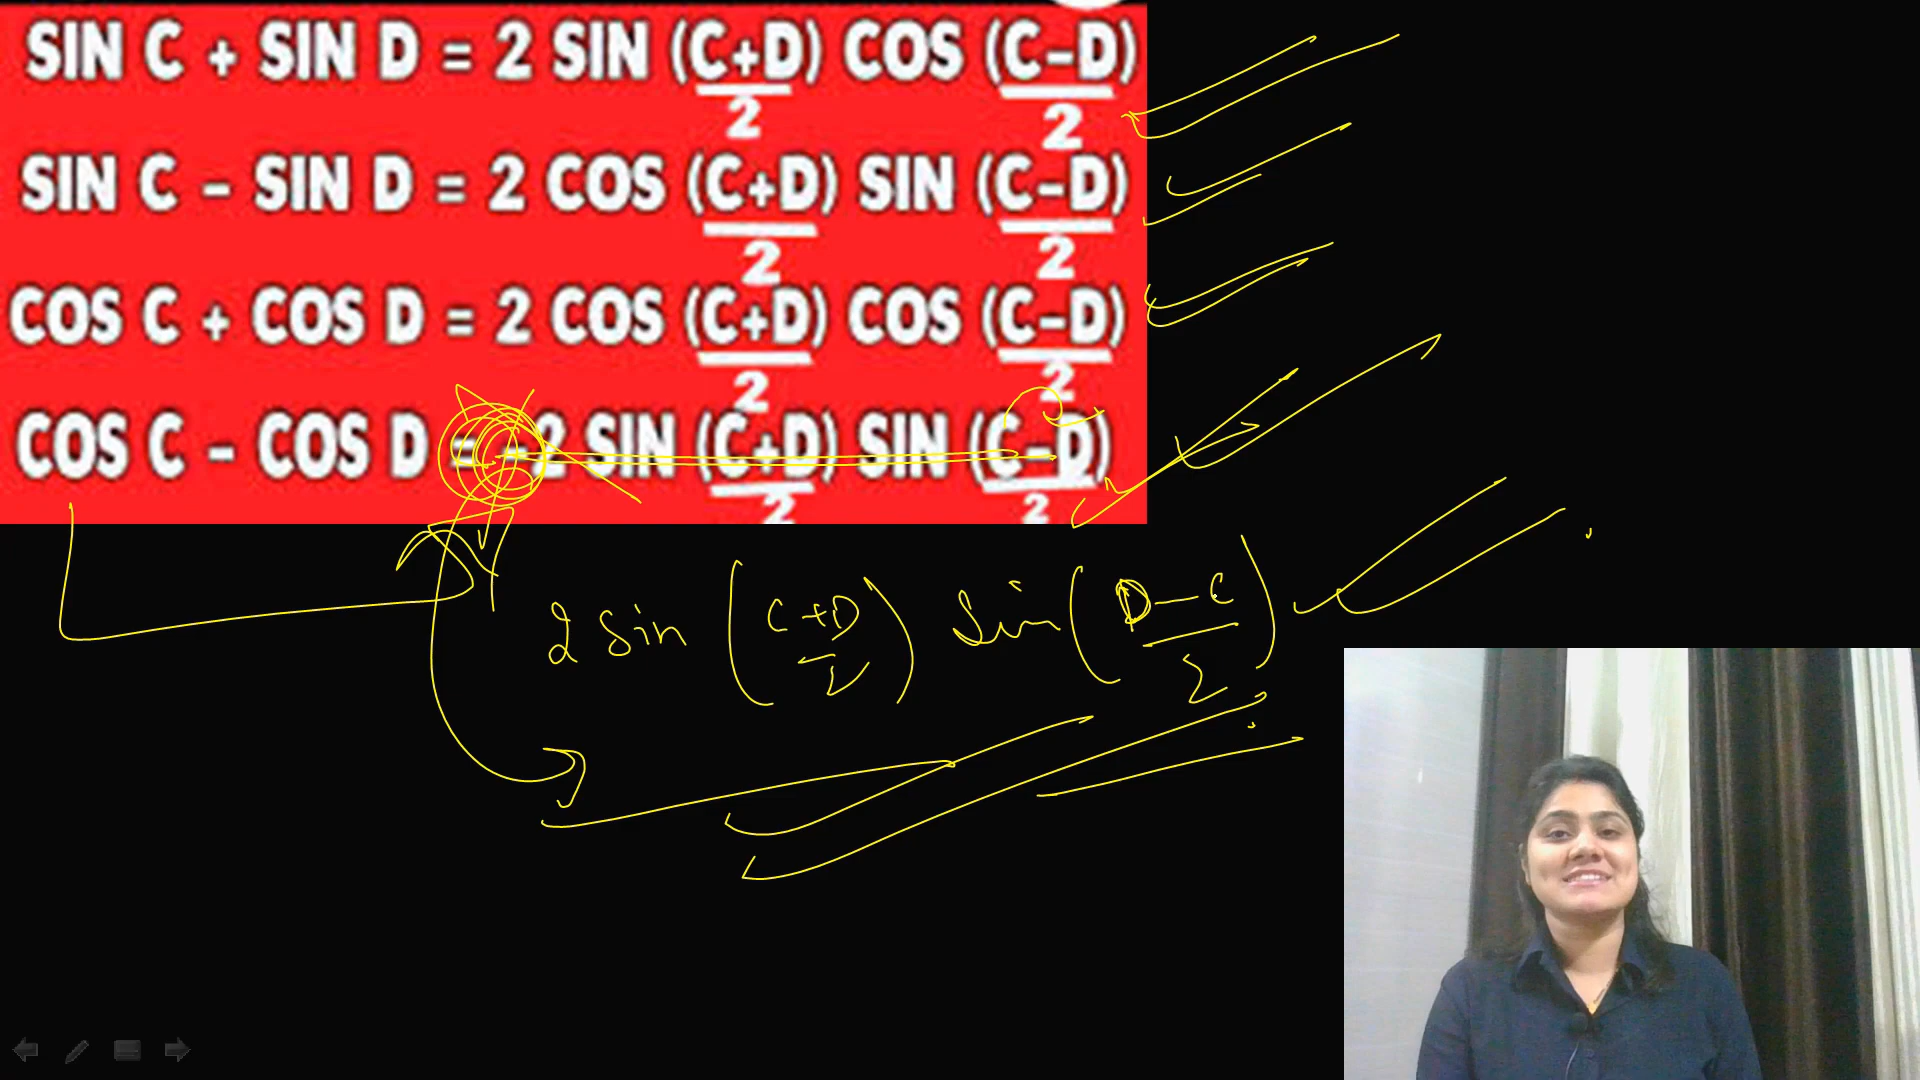 SIN C + SIN D = 2 SIN (C+D)/2 COS (C-D)/2
SIN C - SIN D = 2 COS (C+D)/2 SIN (C-D)/2
COS C + COS D = 2 COS (C+D)/2 COS (C-D)/2
COS C - COS D = -2 SIN (C+D)/2 SIN (C-D)/2
2 Sin (C+D/2) Sin (D-C/2)